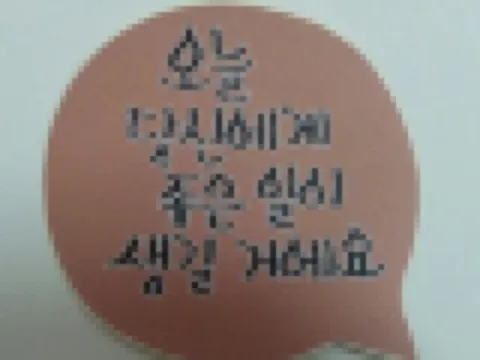 오늘
당신에게
좋은 일이
생길 거예요